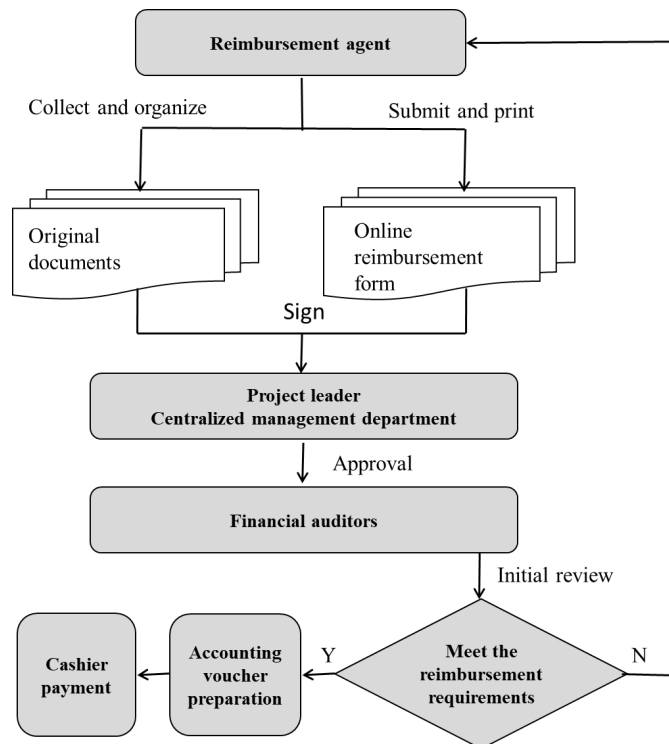 Reimbursement agent
Collect and organize
Submit and print
Original
documents
Online
reimbursement
form
Sign
Project leader
Centralized management department
Approval
Financial auditors
Initial review
Meet the
reimbursement
requirements
Y
N
Accounting
voucher
preparation
Cashier
payment